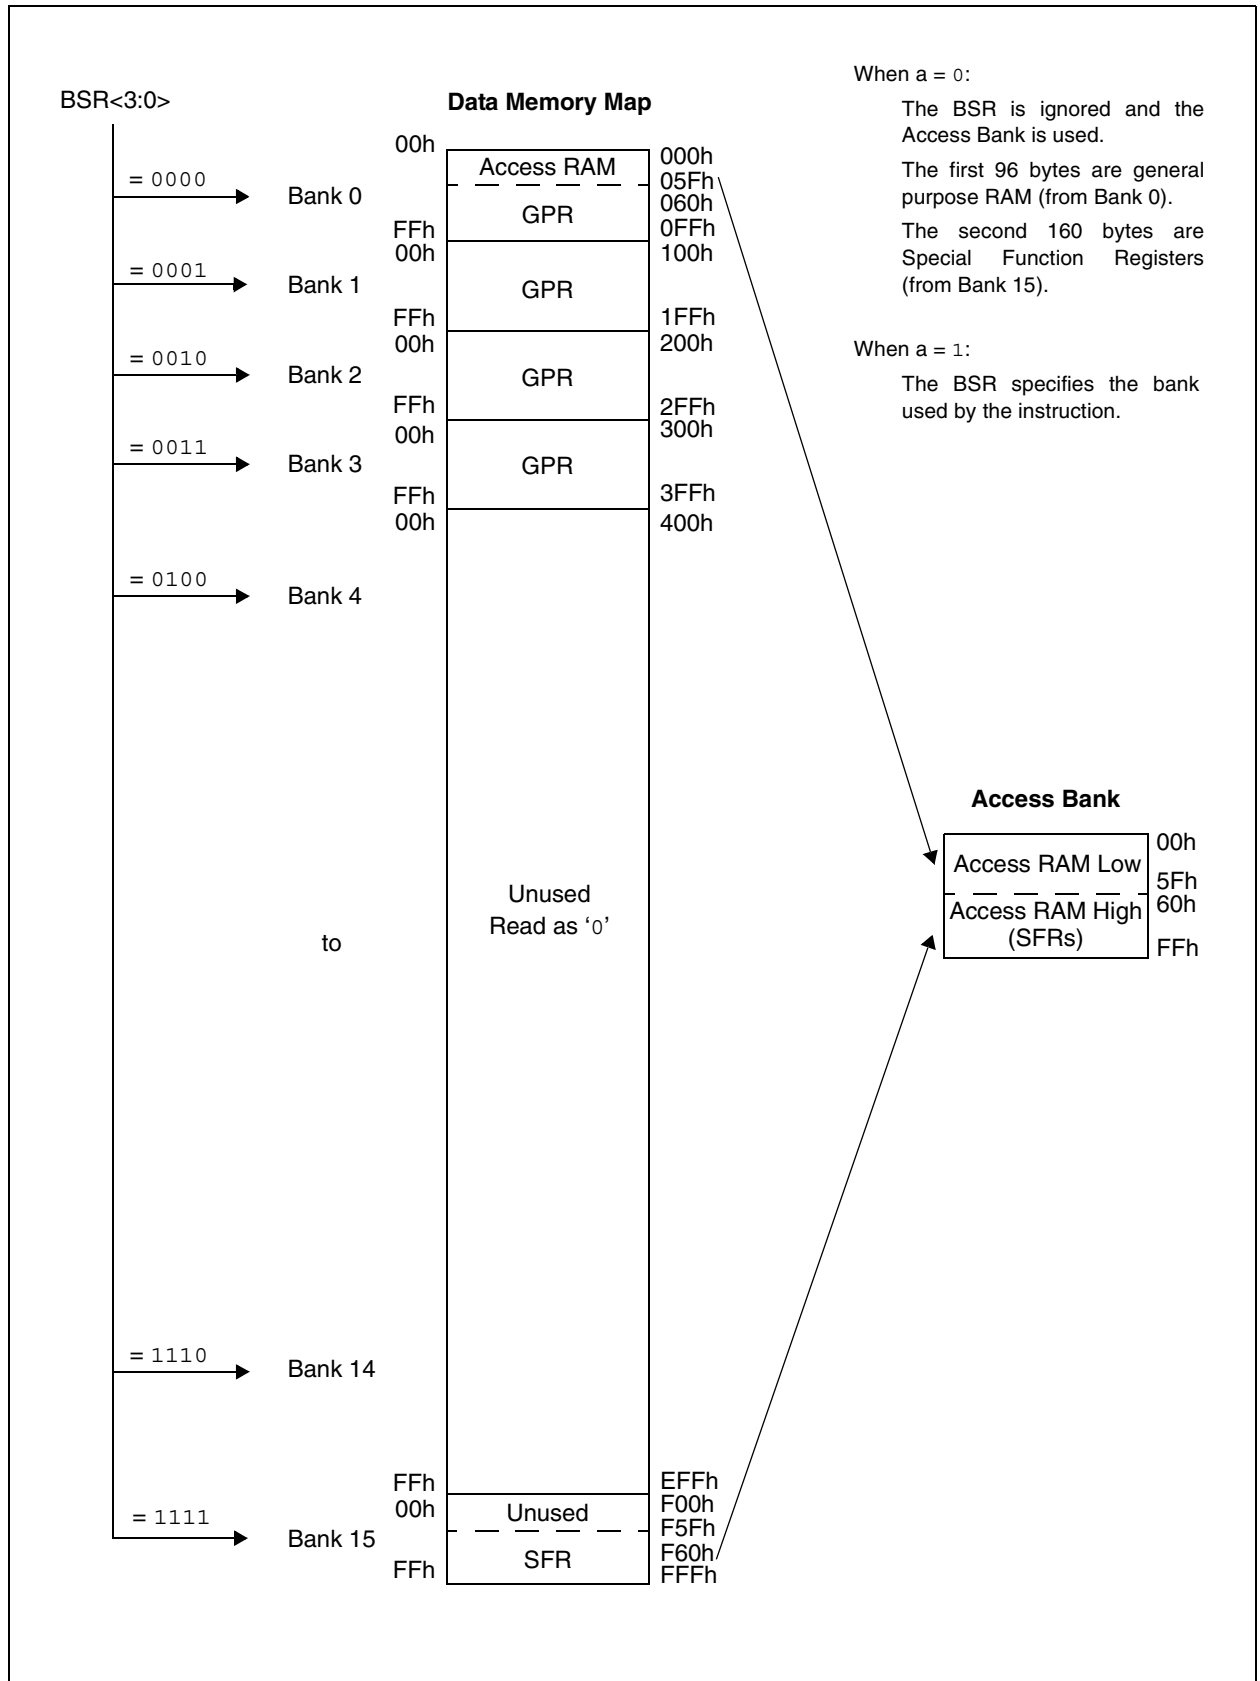 BSR<3:0>
Data Memory Map
When a = 0:
The BSR is ignored and the
Access Bank is used.
The first 96 bytes are general
purpose RAM (from Bank 0).
The second 160 bytes are
Special Function Registers
(from Bank 15).
When a = 1:
The BSR specifies the bank
used by the instruction.
= 0000
Bank 0
00h
FFh
Access RAM
GPR
000h
05Fh
060h
0FFh
= 0001
Bank 1
00h
FFh
GPR
100h
1FFh
= 0010
Bank 2
00h
FFh
GPR
200h
2FFh
= 0011
Bank 3
00h
FFh
GPR
300h
3FFh
= 0100
Bank 4
00h
400h
to
Unused
Read as ‘0’
= 1110
Bank 14
FFh
EFFh
= 1111
Bank 15
00h
FFh
Unused
SFR
F00h
F5Fh
F60h
FFFh
Access Bank
Access RAM Low
Access RAM High
(SFRs)
00h
5Fh
60h
FFh